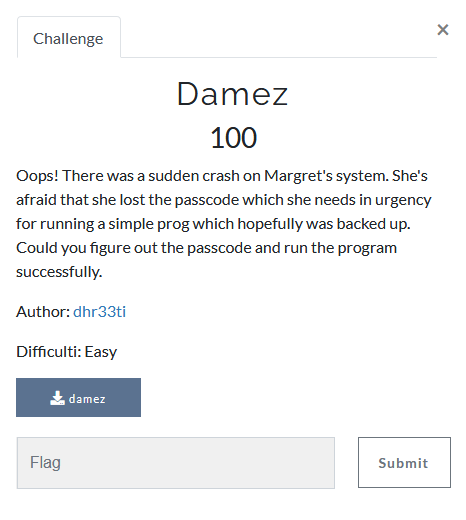 Challenge
×
Damez
100
Oops! There was a sudden crash on Margret's system. She's
afraid that she lost the passcode which she needs in urgency
for running a simple prog which hopefully was backed up.
Could you figure out the passcode and run the program
successfully.
Author: dhr33ti
Difficulti: Easy
damez
Flag
Submit